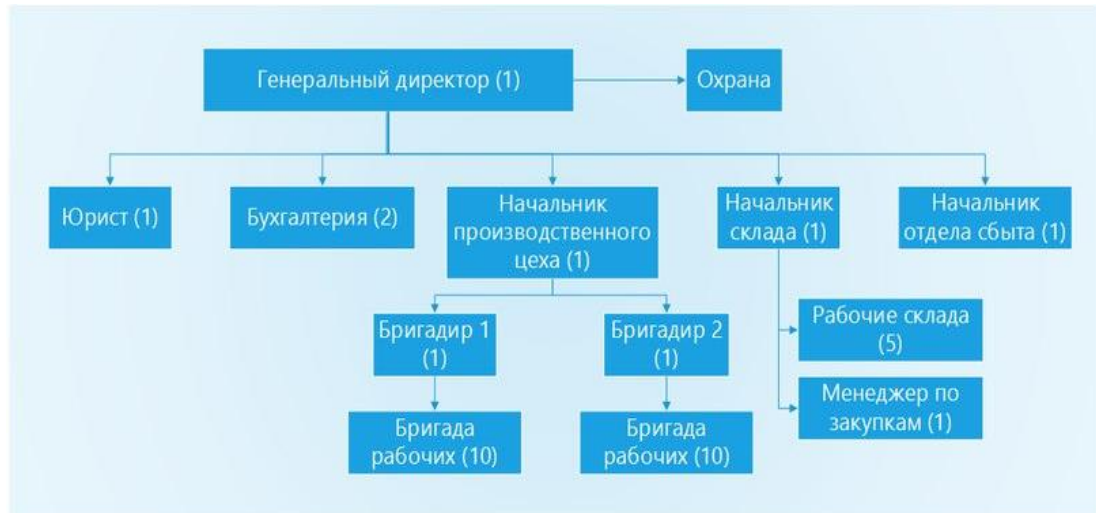 Генеральный директор (1)
Охрана
Юрист (1)
Бухгалтерия (2)
Начальник
производственного
цеха (1)
Начальник
склада (1)
Начальник
отдела сбыта (1)
Бригадир 1
(1)
Бригадир 2
(1)
Рабочие склада
(5)
Менеджер по
закупкам (1)
Бригада
рабочих (10)
Бригада
рабочих (10)